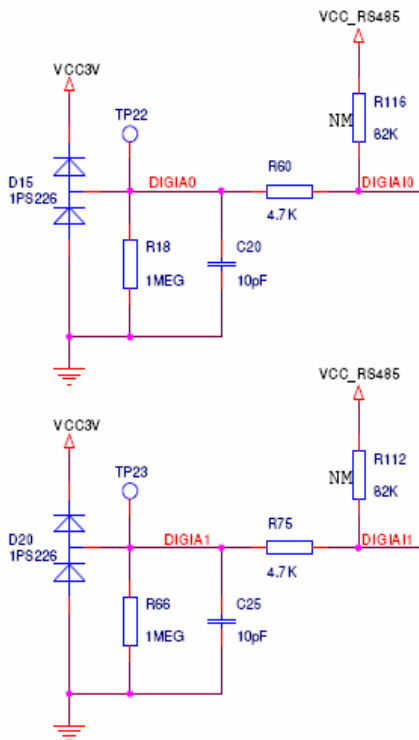 VCC_RS485
VCC3V
TP22
R116
NM
82K
D15
1PS226
DIGIA0
R60
DIGIAI0
4.7K
R18
1MEG
C20
10pF
VCC_RS485
VCC3V
TP23
R112
NM
82K
D20
1PS226
DIGIA1
R75
DIGIAI1
4.7K
R66
1MEG
C25
10pF